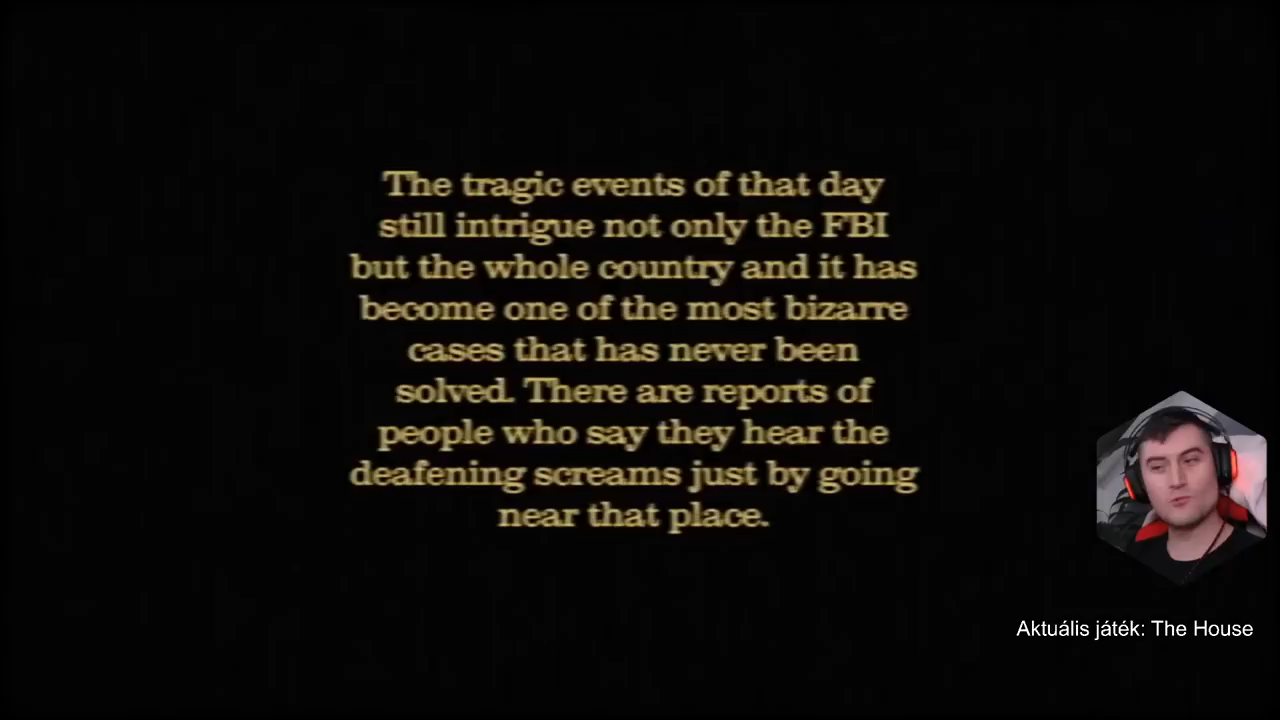 The tragic events of that day
still intrigue not only the FBI
but the whole country and it has
become one of the most bizarre
cases that has never been
solved. There are reports of
people who say they hear the
deafening screams just by going
near that place.
Aktuális játék: The House